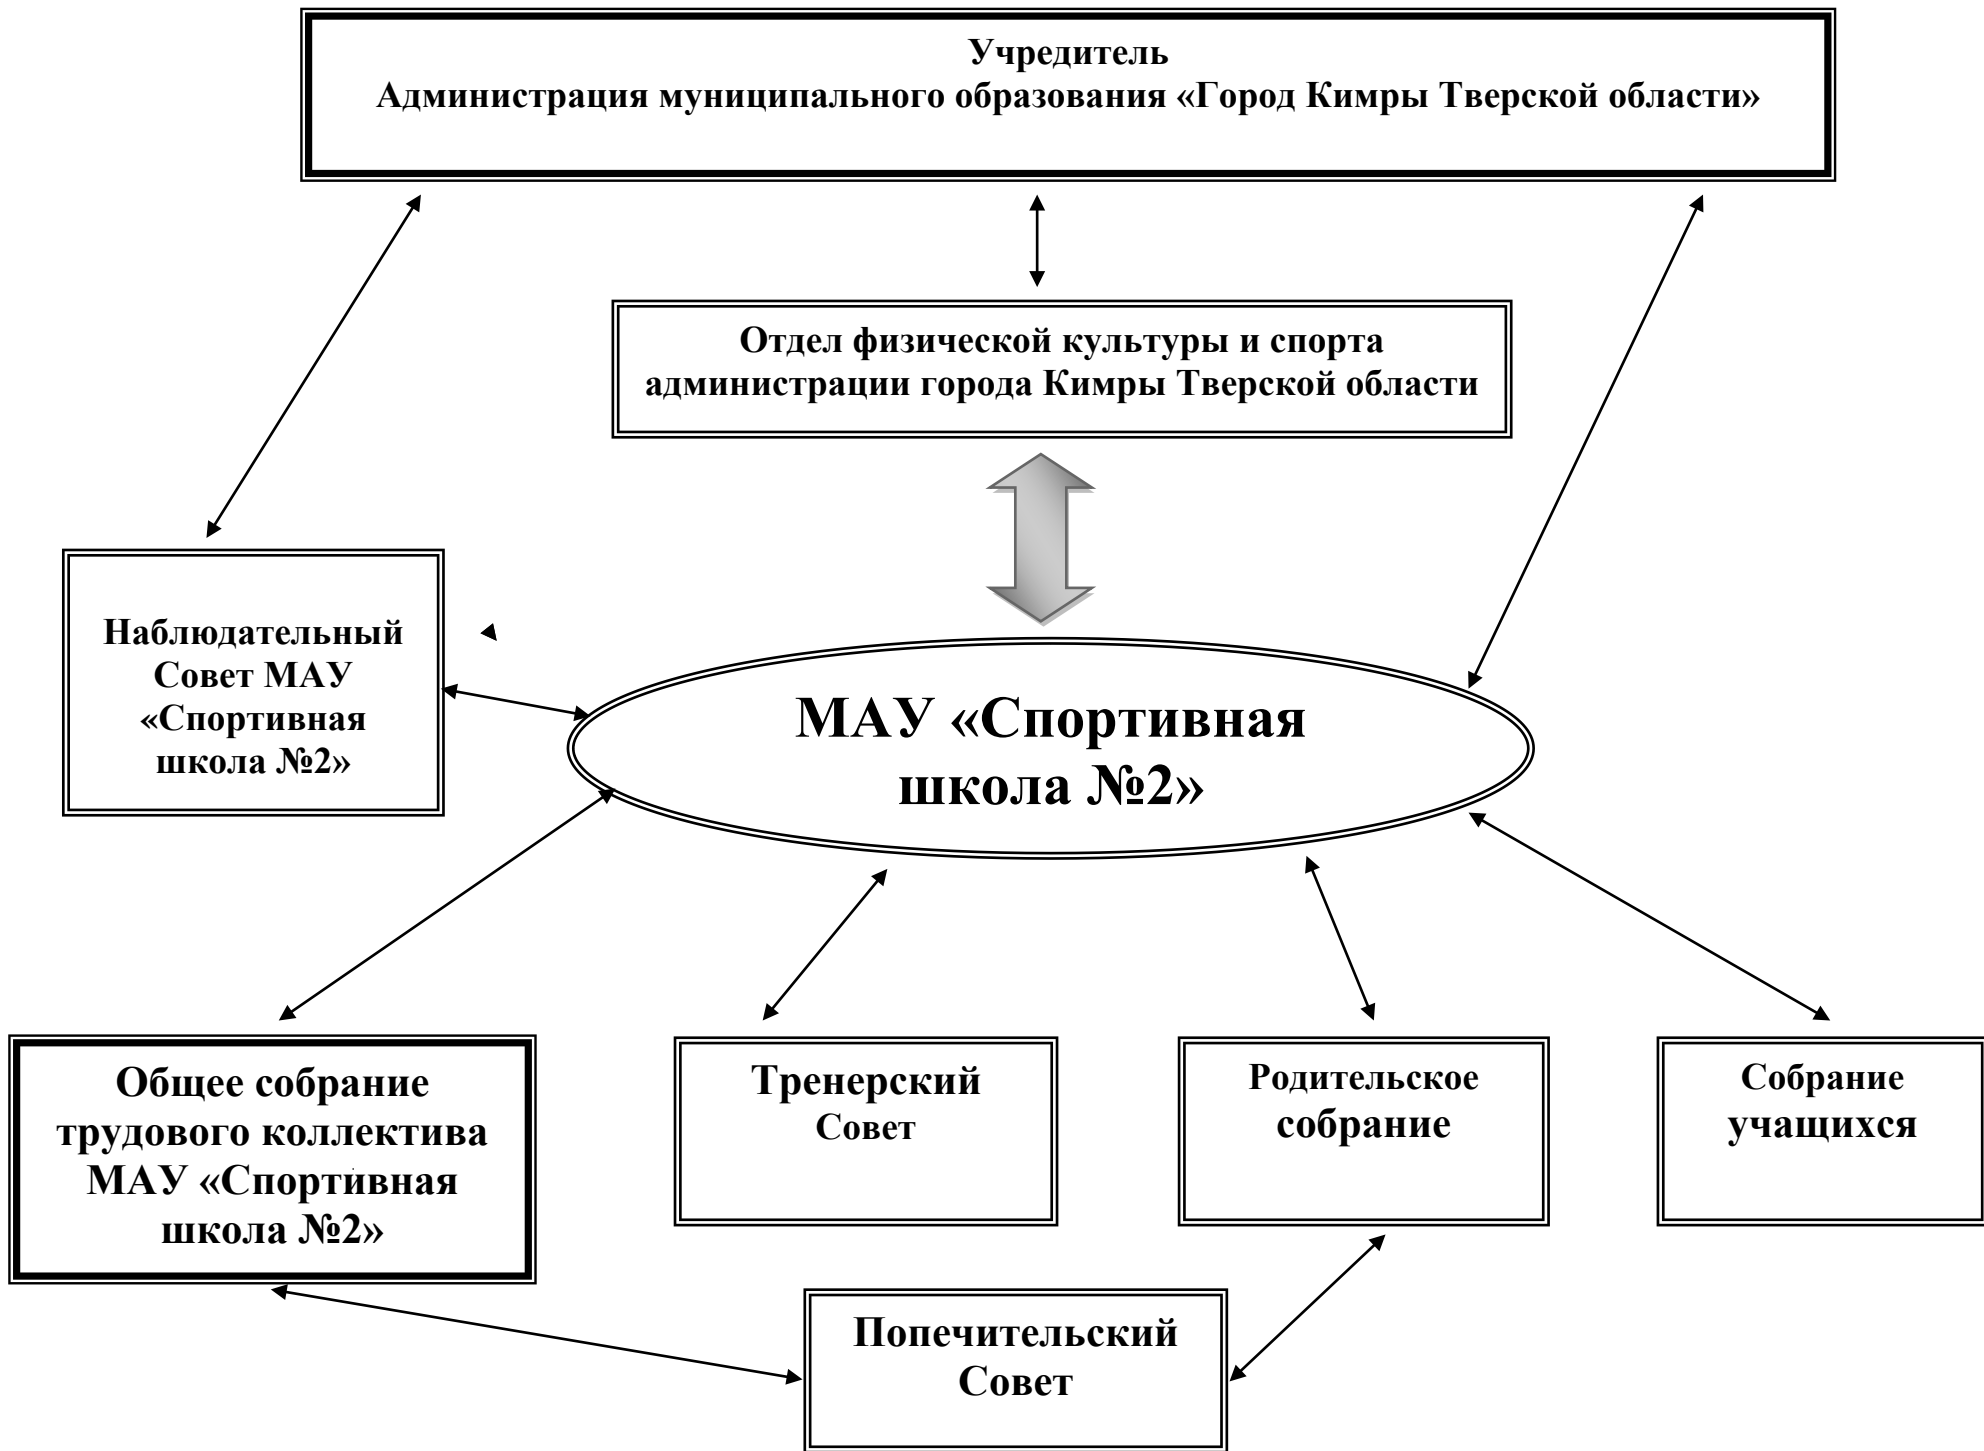 Учредитель
Администрация муниципального образования «Город Кимры Тверской области»
Отдел физической культуры и спорта
администрации города Кимры Тверской области
Наблюдательный
Совет МАУ
«Спортивная
школа №2»
МАУ «Спортивная
школа №2»
Общее собрание
трудового коллектива
МАУ «Спортивная
школа №2»
Тренерский
Совет
Родительское
собрание
Собрание
учащихся
Попечительский
Совет